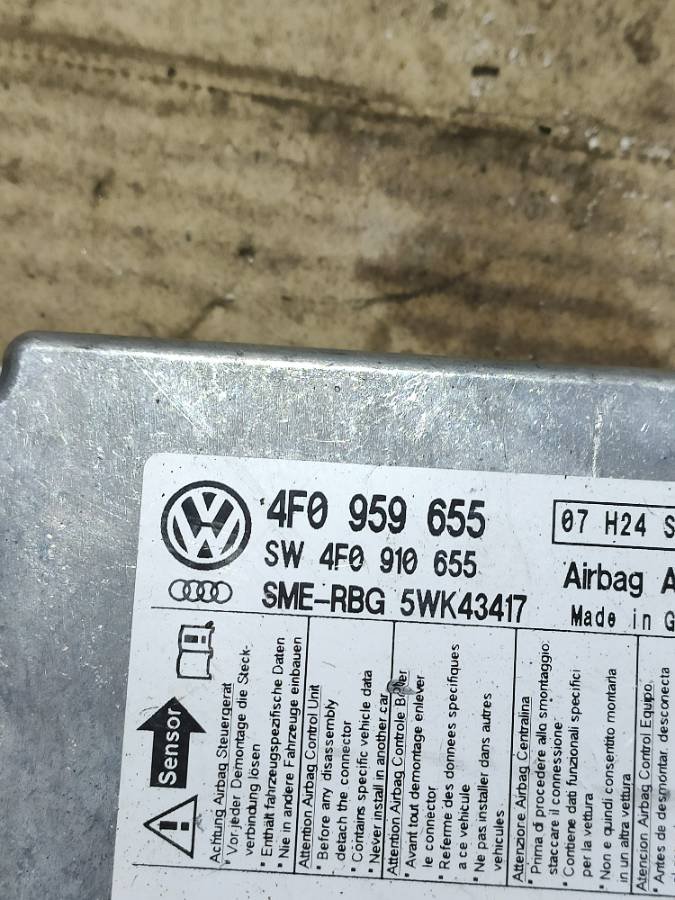 4F0 959 655
SW 4F0 910 655
SME-RBG 5WK43417
07 H24 S
Airbag A
Made in G
Sensor
Achtung Airbag Steuergerät
* Vor jeder Demontage die Steck-
verbindung lösen
* Enthält fahrzeugspezifische Daten
* Nie in andere Fahrzeuge einbauen
Attention Airbag Control Unit
* Before any disassembly
detach the connector
* Contains specific vehicle data
* Never install in another car
Attention Airbag Controle Boitier
* Avant tout demontage enlever
le connector
* Referme des donnees specifiques
a ce vehicule
* Ne pas installer dans autres
vehicules
Attenzione Airbag Centralina
* Prima di procedere allo smontaggio:
staccare il connessione
* Contiene dati funzionali specifici
per la vettura
* Non e quindi consentito montarla
in un altra vettura
Atencion Airbag Control Equipo
* Antes de desmontar, desconecta